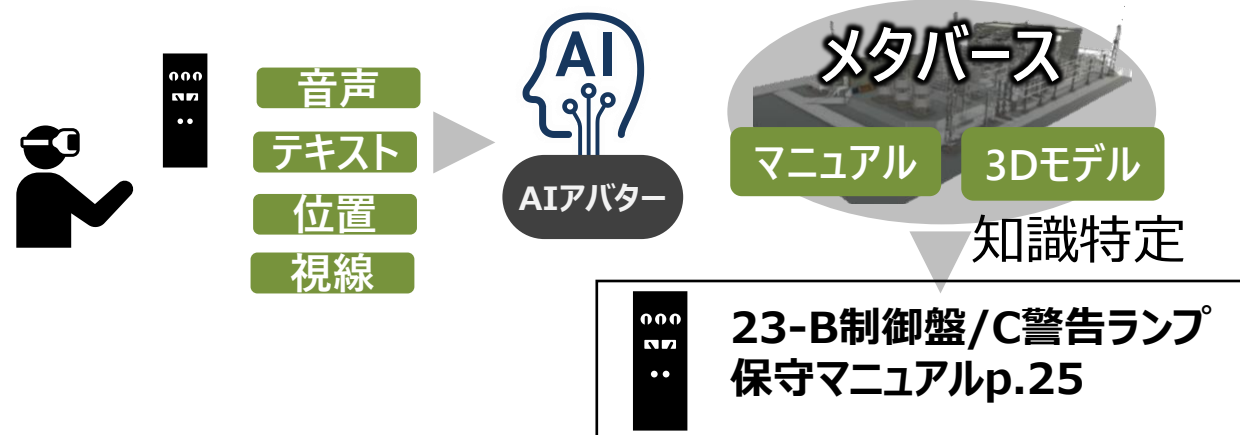 音声
テキスト
位置
視線
AI
AIアバター
メタバース
マニュアル
3Dモデル
知識特定
23-B制御盤/C警告ランプ
保守マニュアルp.25